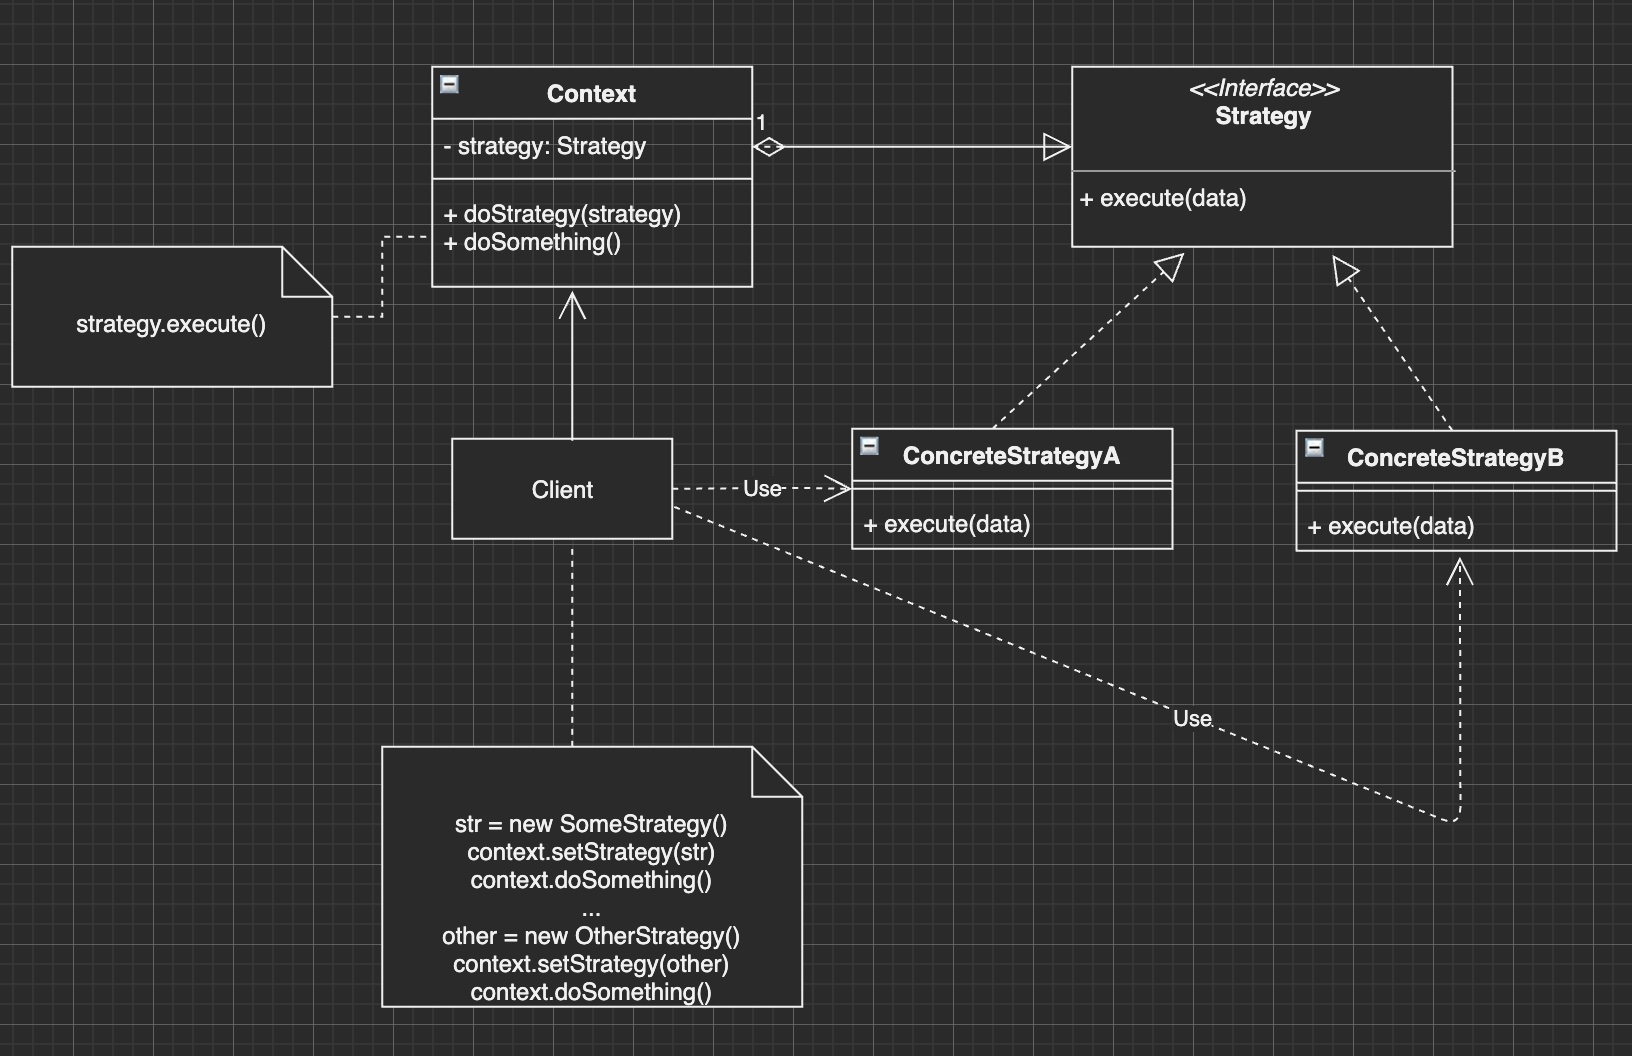 Context
- strategy: Strategy
+ doStrategy(strategy)
+ doSomething()
1
<<Interface>>
Strategy
+ execute(data)
strategy.execute()
Client
Use
ConcreteStrategyA
+ execute(data)
ConcreteStrategyB
+ execute(data)
Use
str = new SomeStrategy()
context.setStrategy(str)
context.doSomething()
...
other = new OtherStrategy()
context.setStrategy(other)
context.doSomething()